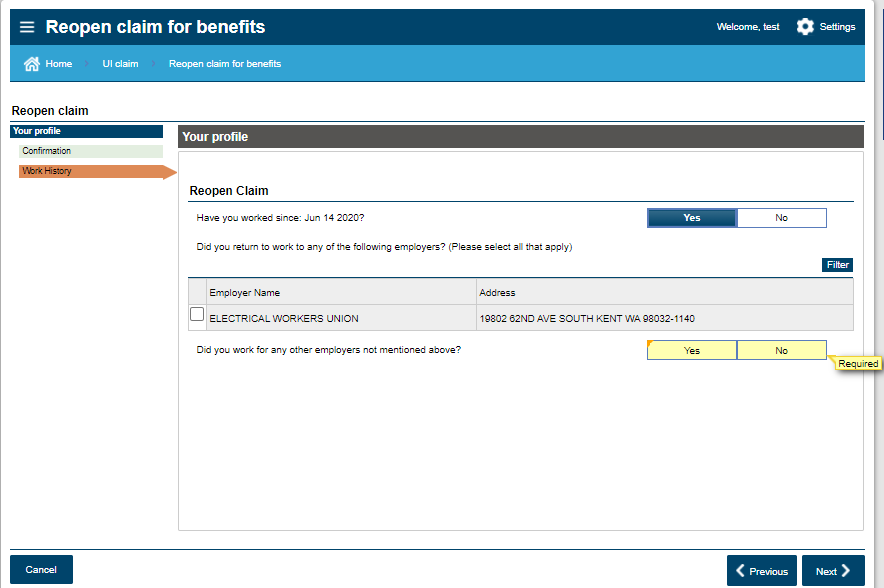 Reopen claim for benefits
Welcome, test
Settings
Home
UI claim
Reopen claim for benefits
Reopen claim
Your profile
Confirmation
Work History
Your profile
Reopen Claim
Have you worked since: Jun 14 2020?
Yes
No
Did you return to work to any of the following employers? (Please select all that apply)
Filter
Employer Name
Address
ELECTRICAL WORKERS UNION
19802 62ND AVE SOUTH KENT WA 98032-1140
Did you work for any other employers not mentioned above?
Yes
No
Required
Cancel
Previous
Next